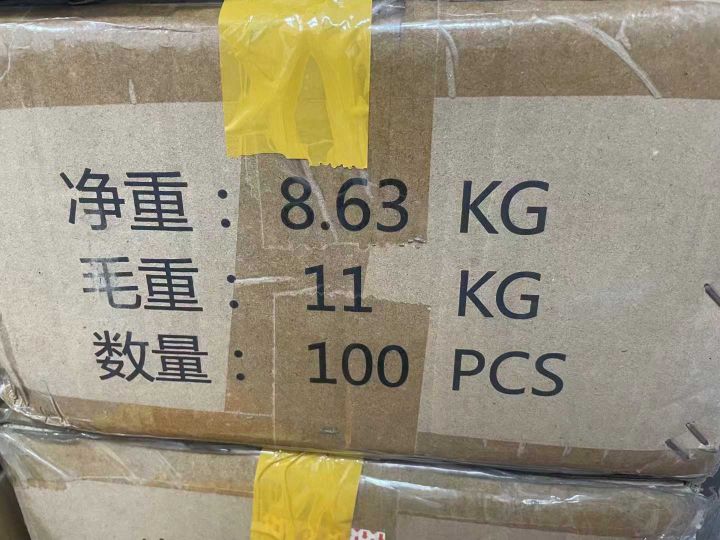 净重： 8.63 KG
毛重： 11 KG
数量： 100 PCS